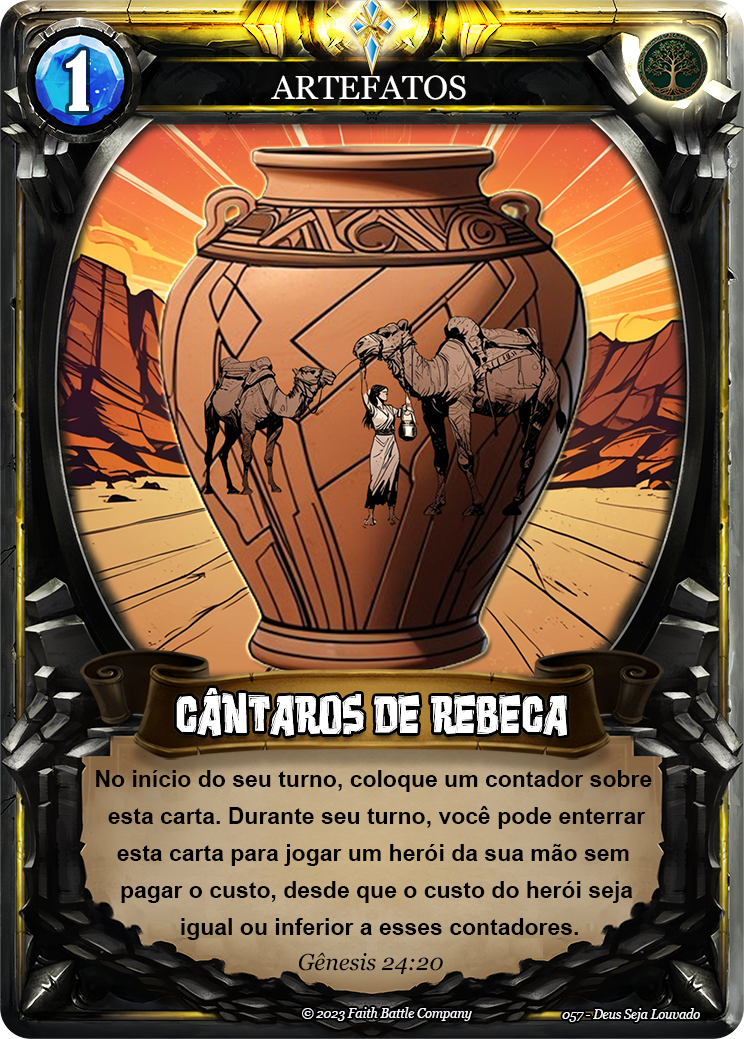 1
ARTEFATOS
CÂNTAROS DE REBECA
No início do seu turno, coloque um contador sobre
esta carta. Durante seu turno, você pode enterrar
esta carta para jogar um herói da sua mão sem
pagar o custo, desde que o custo do herói seja
igual ou inferior a esses contadores.
Gênesis 24:20
© 2023 Faith Battle Company
057 - Deus Seja Louvado